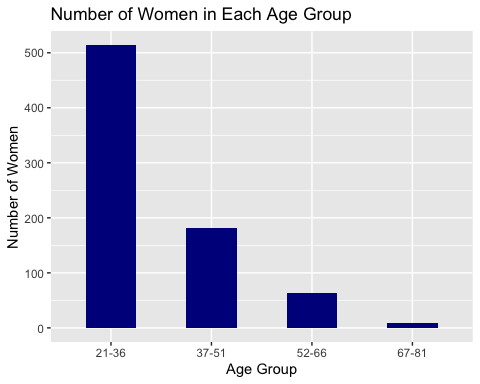 Number of Women in Each Age Group
Number of Women
500
400
300
200
100
0
21-36 37-51 52-66 67-81
Age Group